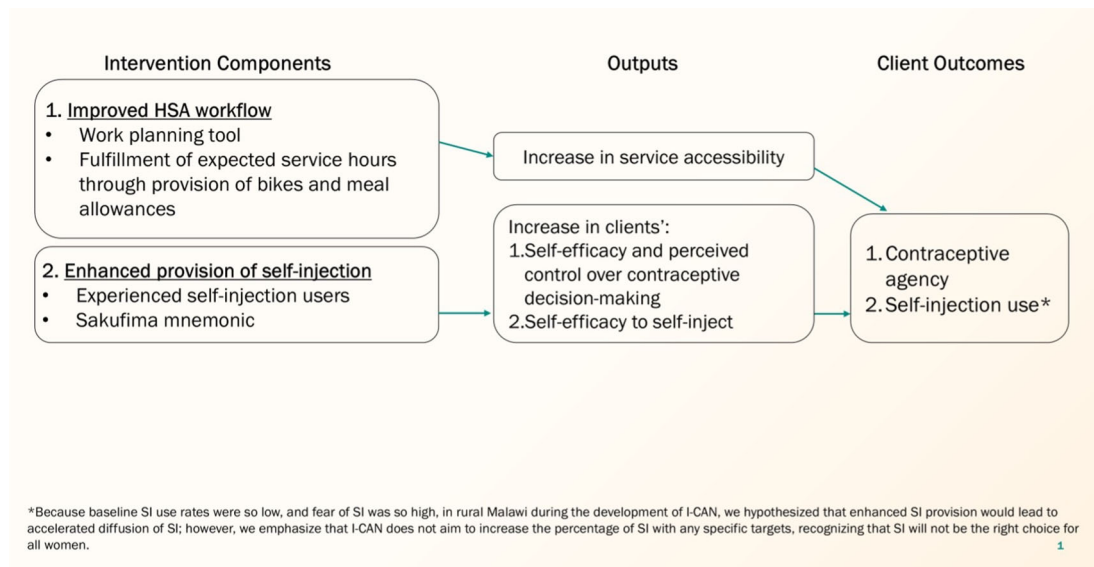 Intervention Components
Outputs
Client Outcomes
1. Improved HSA workflow
• Work planning tool
• Fulfillment of expected service hours
through provision of bikes and meal
allowances
2. Enhanced provision of self-injection
• Experienced self-injection users
• Sakufima mnemonic
Increase in service accessibility
Increase in clients’:
1.Self-efficacy and perceived
control over contraceptive
decision-making
2.Self-efficacy to self-inject
1. Contraceptive
agency
2. Self-injection use*
*Because baseline SI use rates were so low, and fear of SI was so high, in rural Malawi during the development of I-CAN, we hypothesized that enhanced SI provision would lead to
accelerated diffusion of SI; however, we emphasize that I-CAN does not aim to increase the percentage of SI with any specific targets, recognizing that SI will not be the right choice for
all women.
1